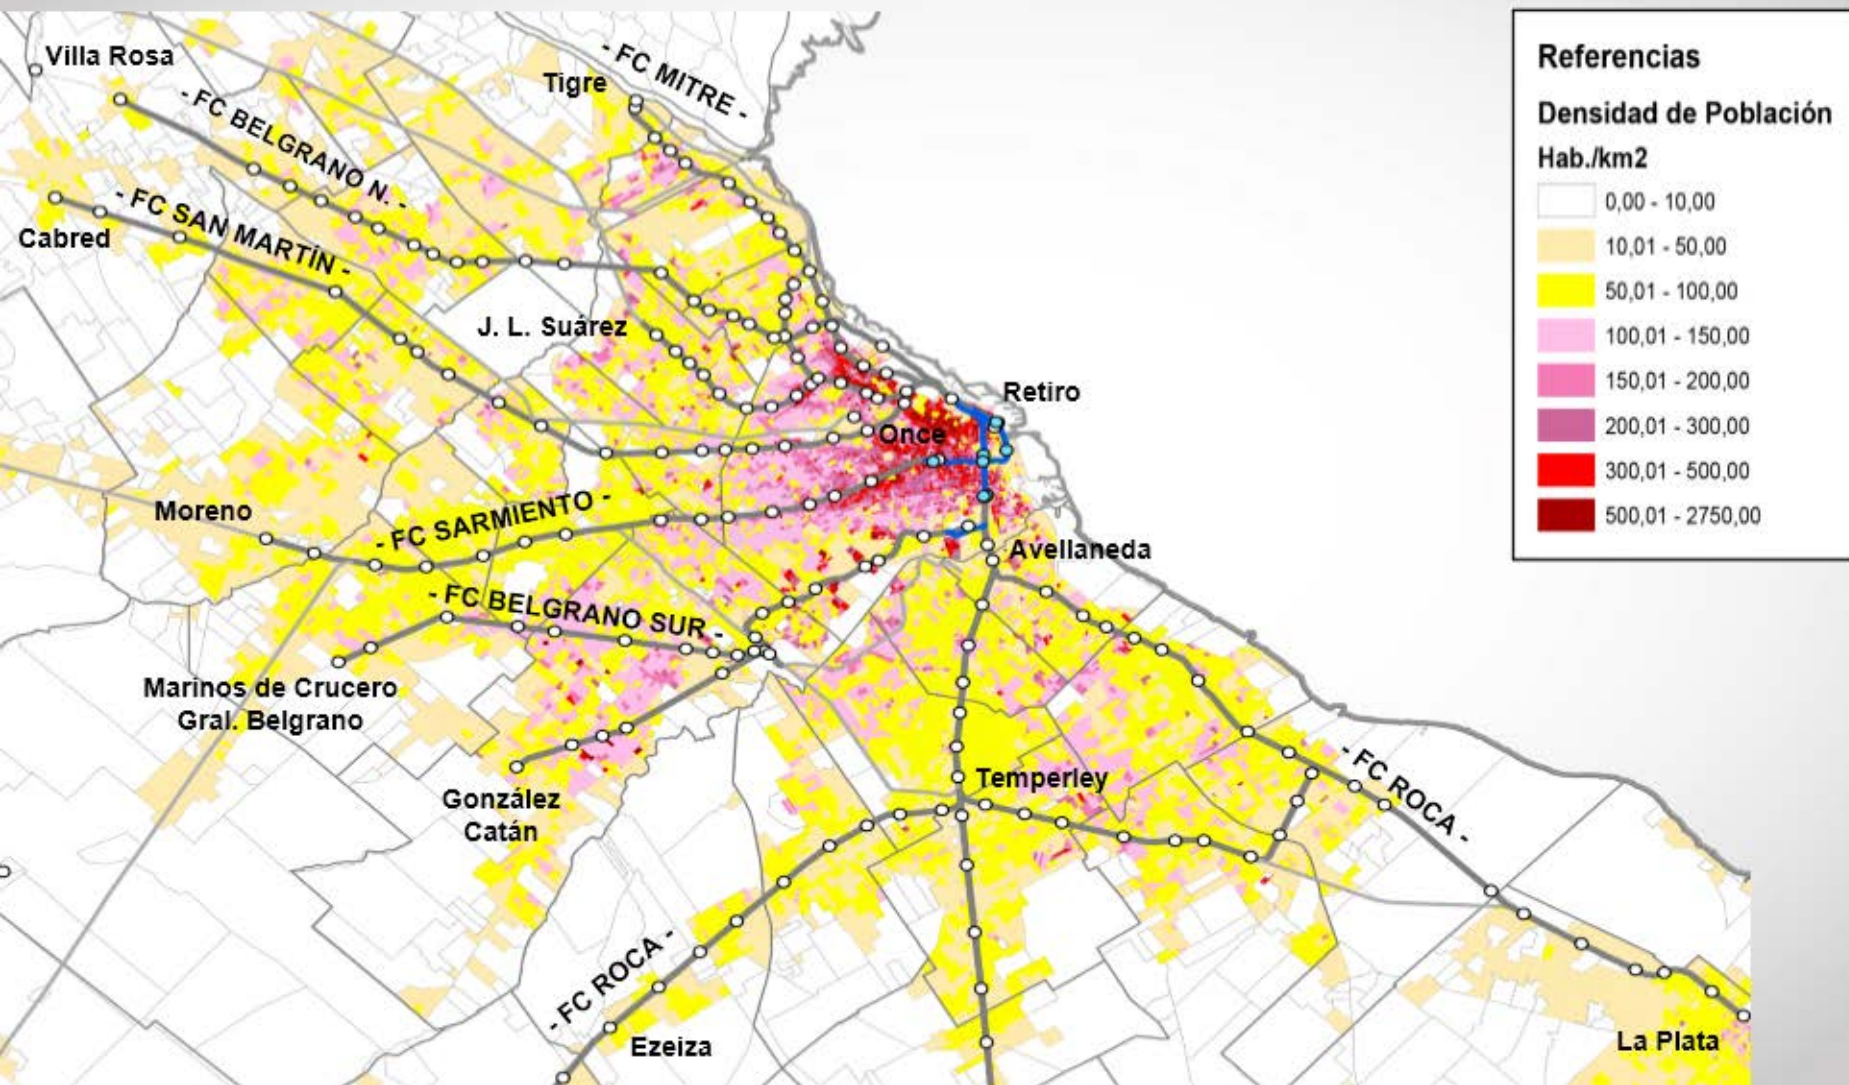 Villa Rosa
- FC MITRE -
Tigre
- FC BELGRANO N. -
- FC SAN MARTÍN -
Cabred
J. L. Suárez
Retiro
Once
Moreno
- FC SARMIENTO -
Avellaneda
- FC BELGRANO SUR -
Marinos de Crucero
Gral. Belgrano
González
Catán
Temperley
- FC ROCA -
- FC ROCA -
Ezeiza
La Plata
Referencias
Densidad de Población
Hab./km2
0,00 - 10,00
10,01 - 50,00
50,01 - 100,00
100,01 - 150,00
150,01 - 200,00
200,01 - 300,00
300,01 - 500,00
500,01 - 2750,00